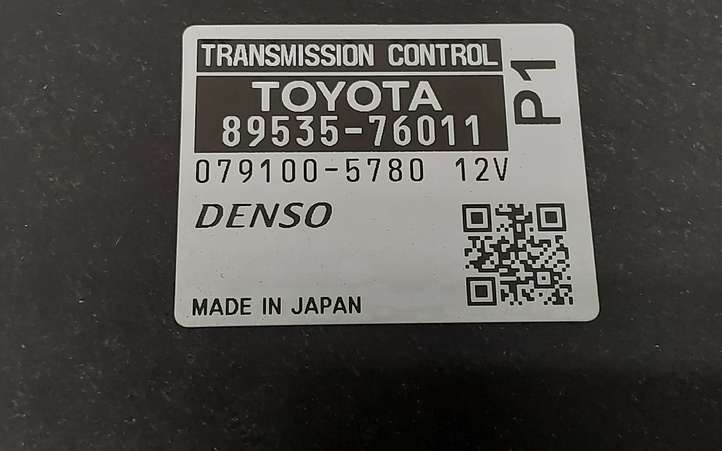 TRANSMISSION CONTROL
TOYOTA
89535-76011
P1
079100-5780 12V
DENSO
MADE IN JAPAN